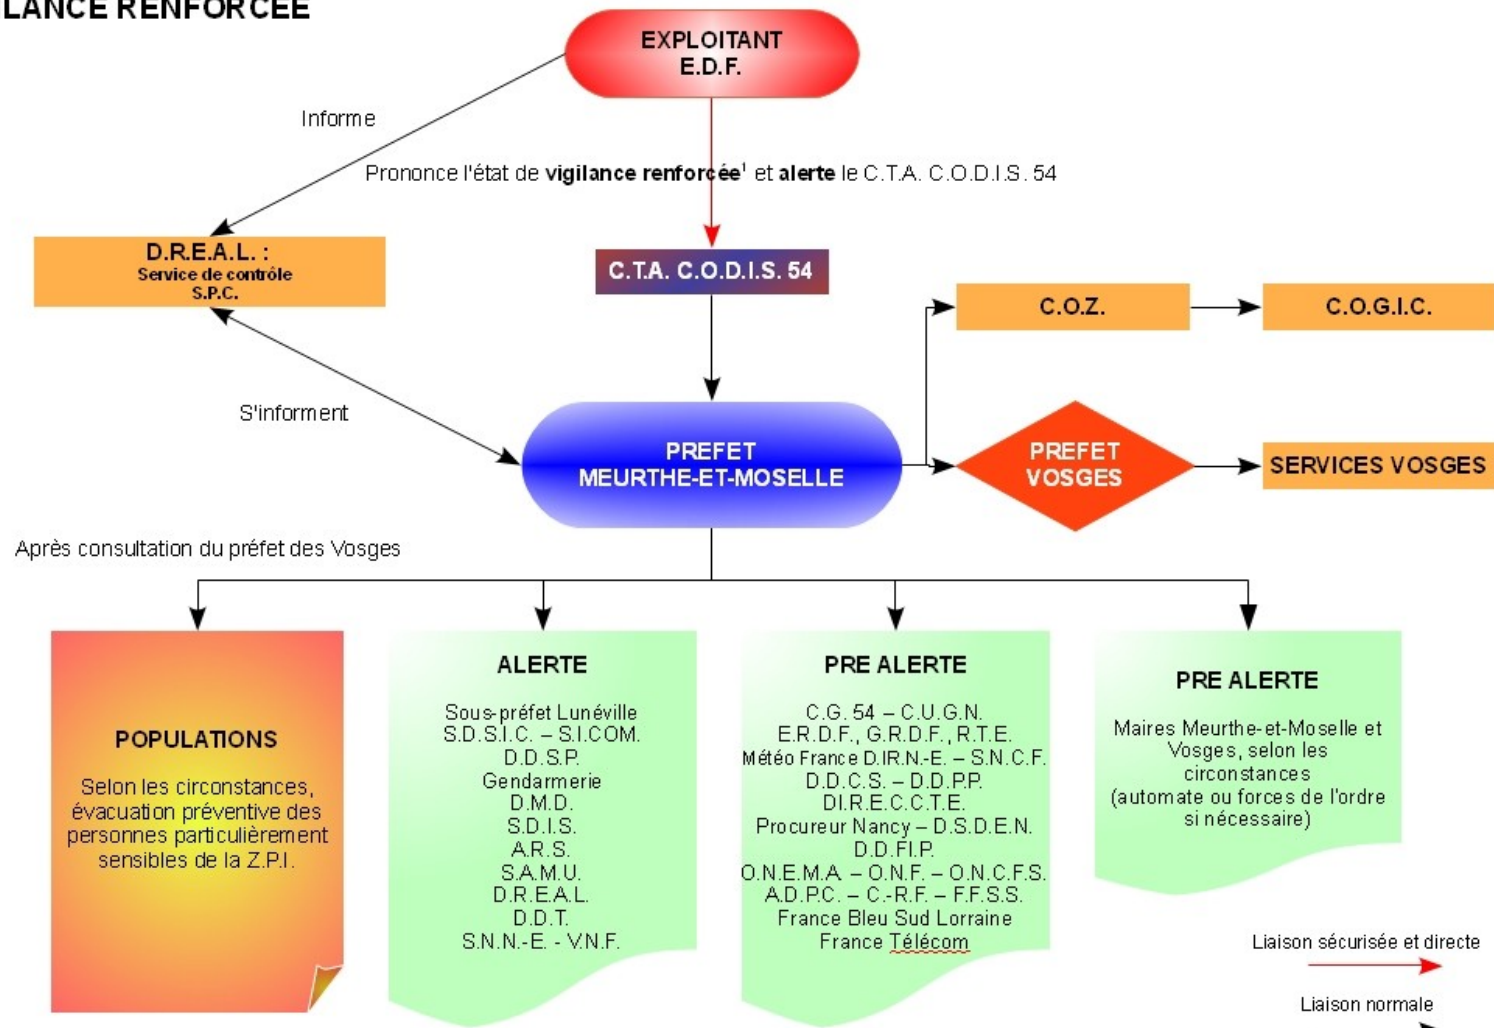 ILANCE RENFORCEE
EXPLOITANT
E.D.F.
Informe
Prononce l'état de vigilance renforcée¹ et alerte le C.T.A. C.O.D.I.S. 54
D.R.E.A.L. :
Service de contrôle
S.P.C.
C.T.A. C.O.D.I.S. 54
C.O.Z.
C.O.G.I.C.
S'informent
PREFET
MEURTHE-ET-MOSELLE
PREFET
VOSGES
SERVICES VOSGES
Après consultation du préfet des Vosges
POPULATIONS
Selon les circonstances,
évacuation préventive des
personnes particulièrement
sensibles de la Z.P.I.
ALERTE
Sous-préfet Lunéville
S.D.S.I.C. – S.I.COM.
D.D.S.P.
Gendarmerie
D.M.D.
S.D.I.S.
A.R.S.
S.A.M.U.
D.R.E.A.L.
D.D.T.
S.N.N.-E. - V.N.F.
PRE ALERTE
C.G. 54 – C.U.G.N.
E.R.D.F., G.R.D.F., R.T.E.
Météo France D.IR.N.-E. – S.N.C.F.
D.D.C.S. – D.D.P.P.
DI.R.E.C.C.T.E.
Procureur Nancy – D.S.D.E.N.
D.D.FI.P.
O.N.E.M.A. – O.N.F. – O.N.C.F.S.
A.D.P.C. – C.-R.F. – F.F.S.S.
France Bleu Sud Lorraine
France Télécom
PRE ALERTE
Maires Meurthe-et-Moselle et
Vosges, selon les
circonstances
(automate ou forces de l'ordre
si nécessaire)
Liaison sécurisée et directe
Liaison normale